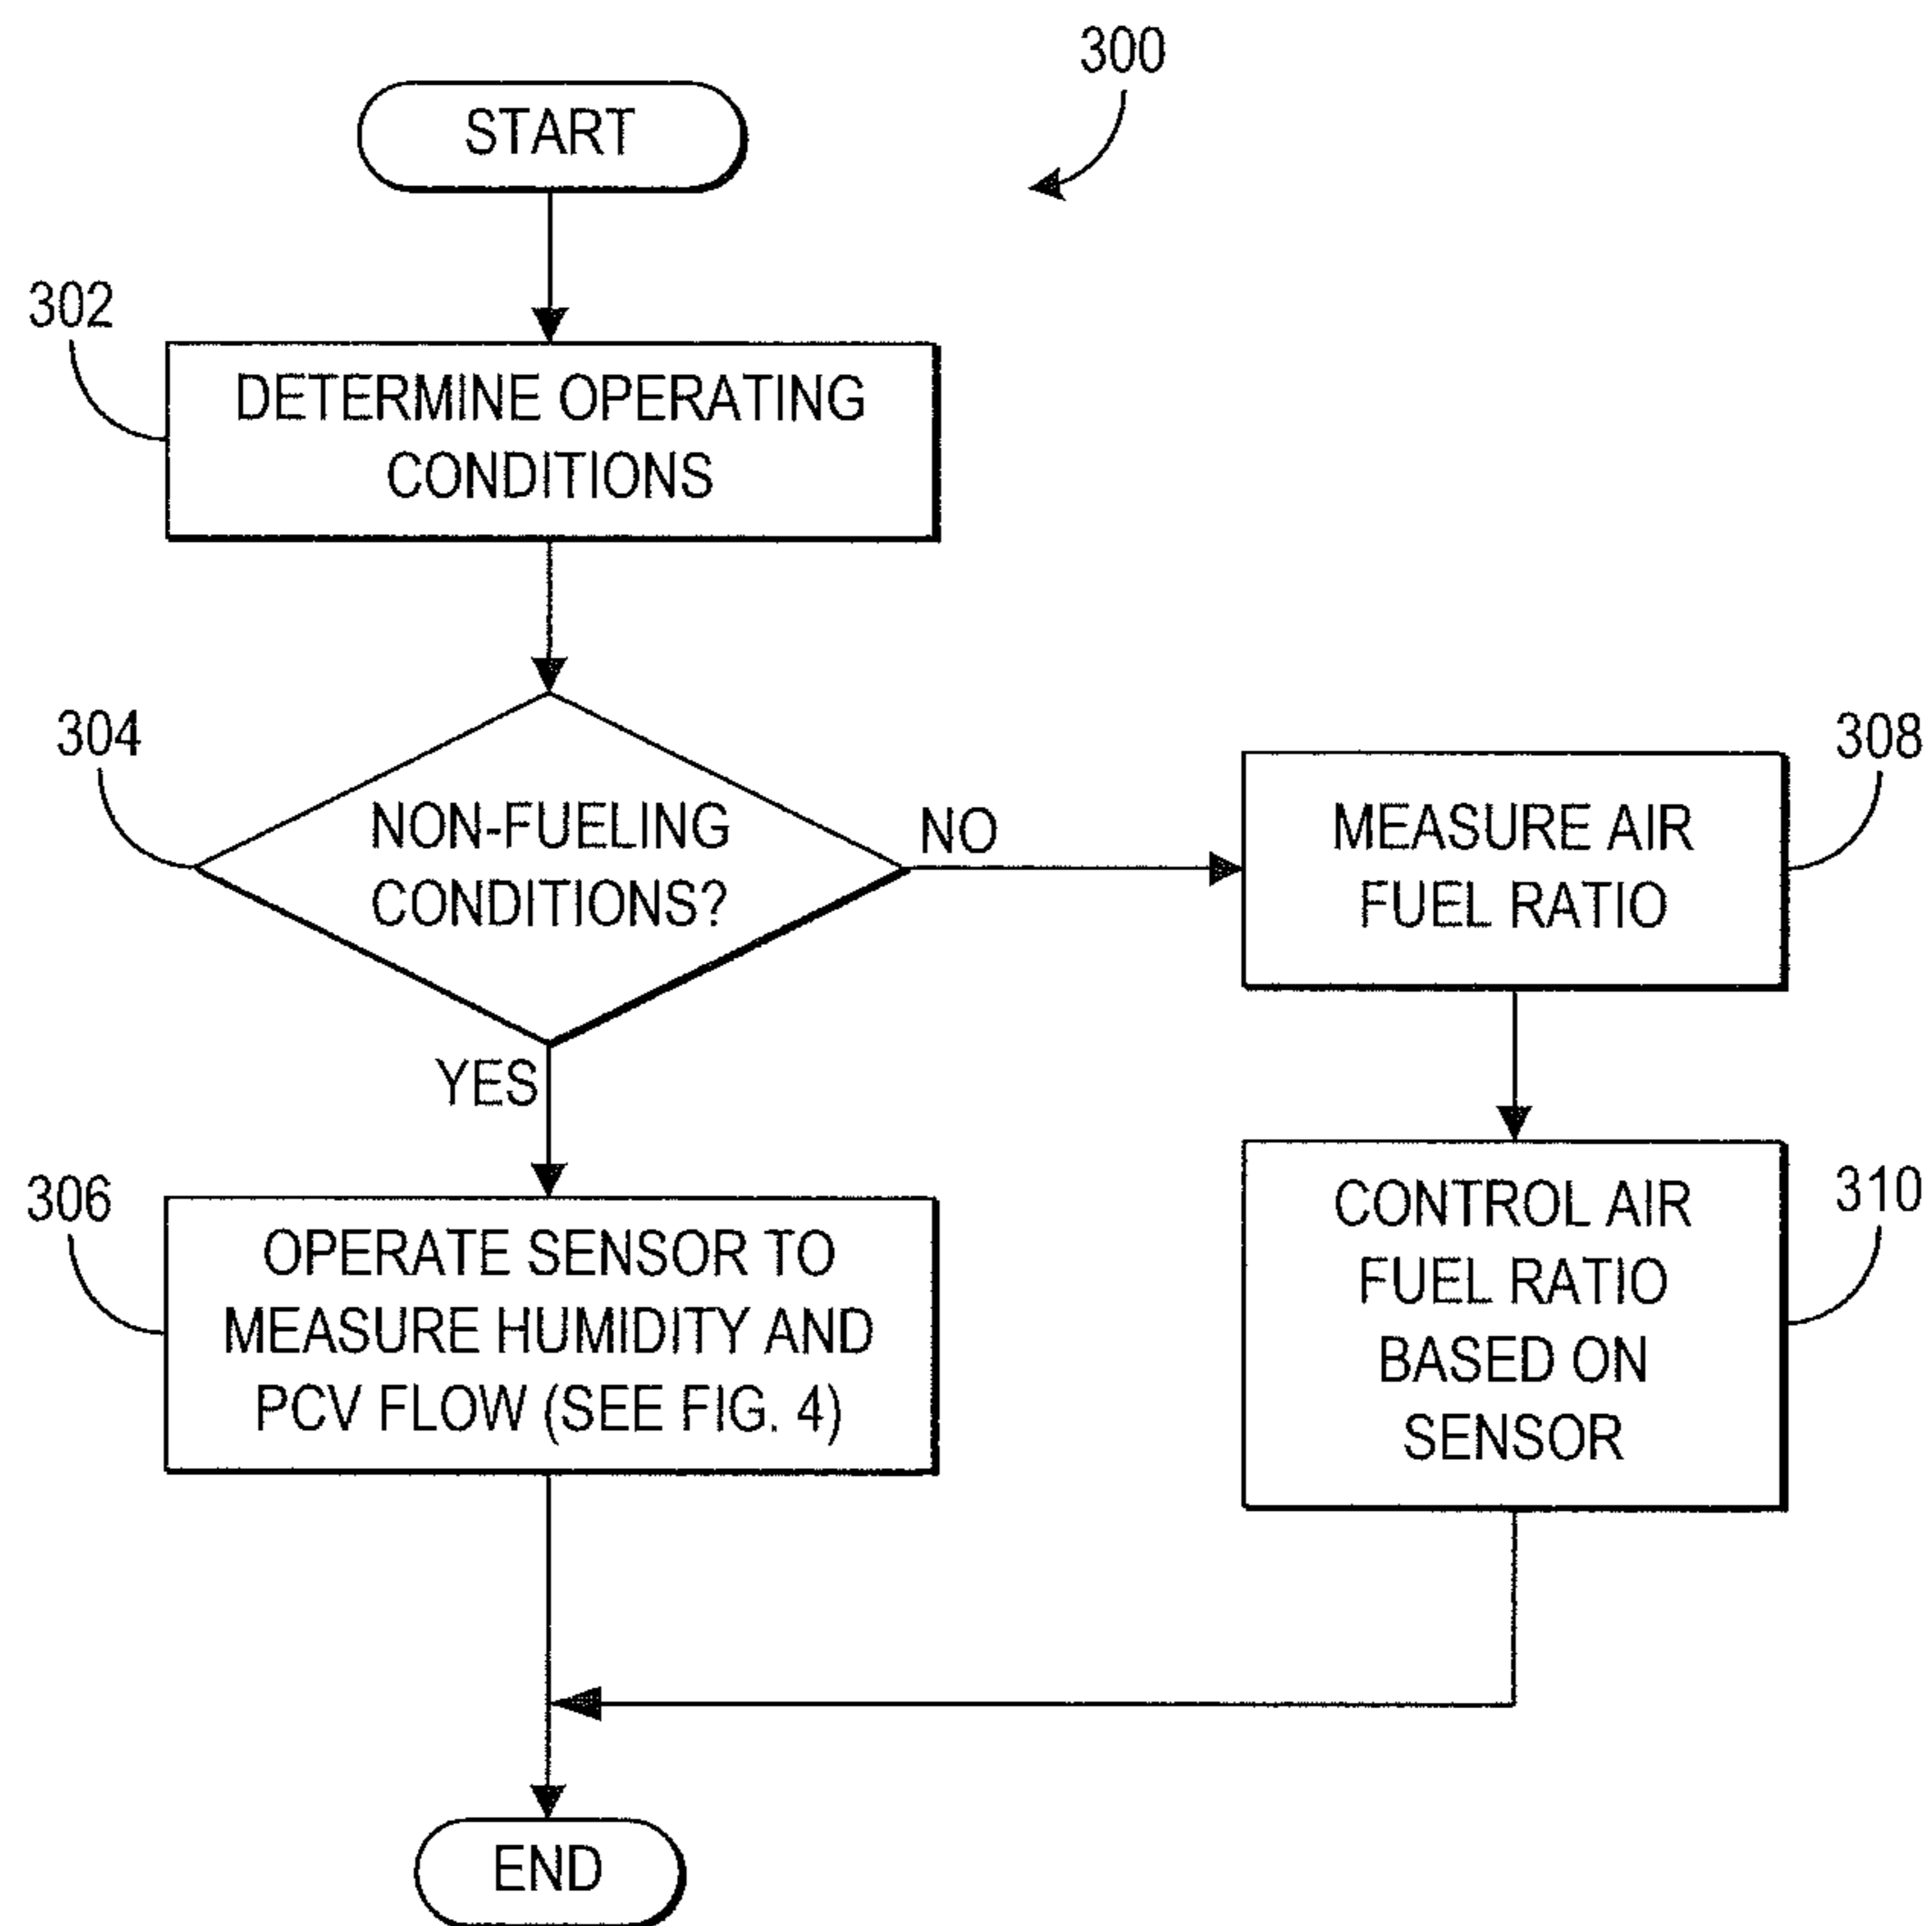 300
START
302
DETERMINE OPERATING
CONDITIONS
304
NON-FUELING
CONDITIONS?
NO
YES
308
MEASURE AIR
FUEL RATIO
306
OPERATE SENSOR TO
MEASURE HUMIDITY AND
PCV FLOW (SEE FIG. 4)
310
CONTROL AIR
FUEL RATIO
BASED ON
SENSOR
END